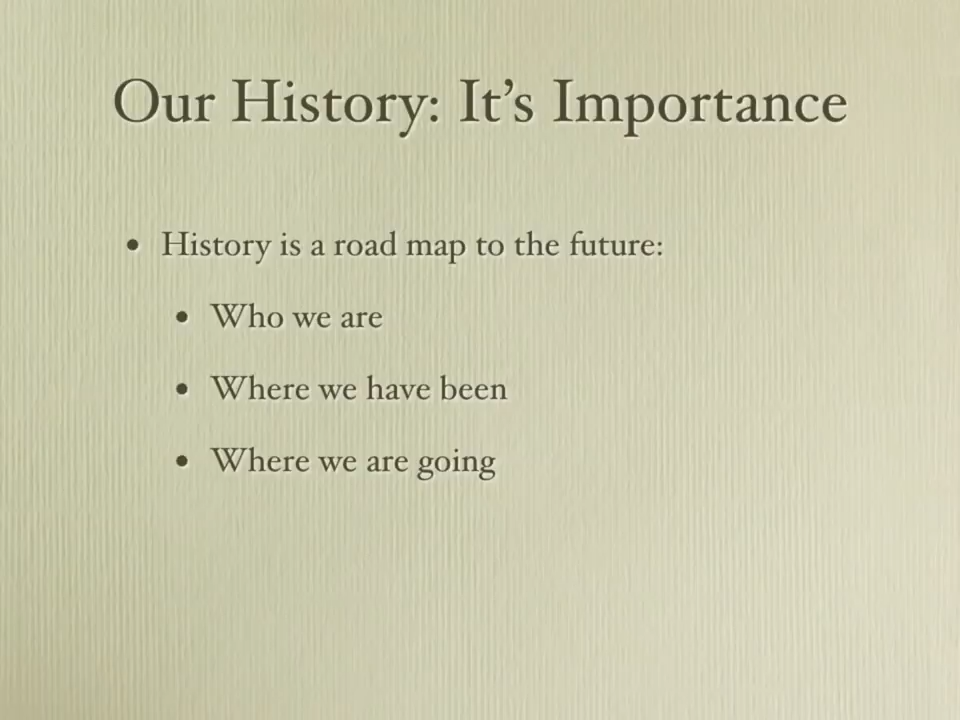 Our History: It’s Importance
• History is a road map to the future:
• Who we are
• Where we have been
• Where we are going